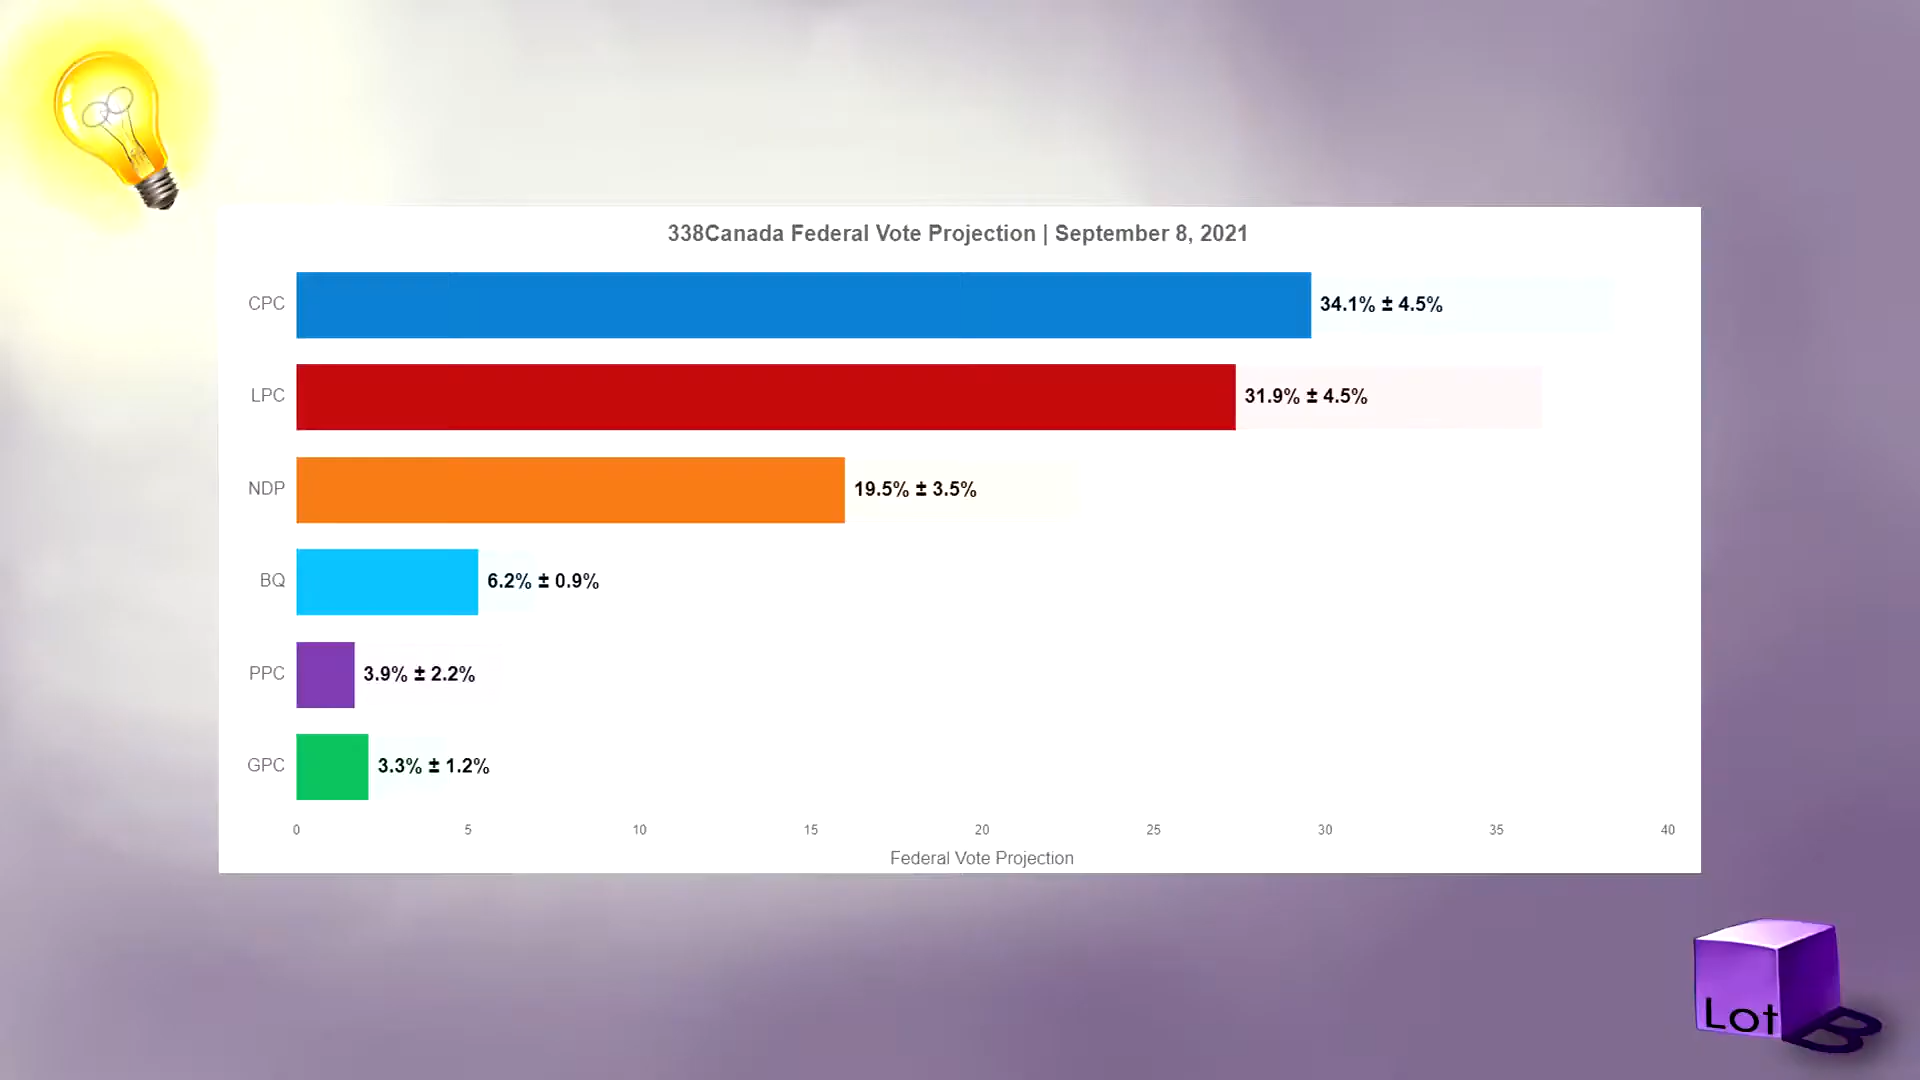 338Canada Federal Vote Projection | September 8, 2021
CPC 34.1% ± 4.5%
LPC 31.9% ± 4.5%
NDP 19.5% ± 3.5%
BQ 6.2% ± 0.9%
PPC 3.9% ± 2.2%
GPC 3.3% ± 1.2%
0 5 10 15 20 25 30 35 40
Federal Vote Projection
Lot
B